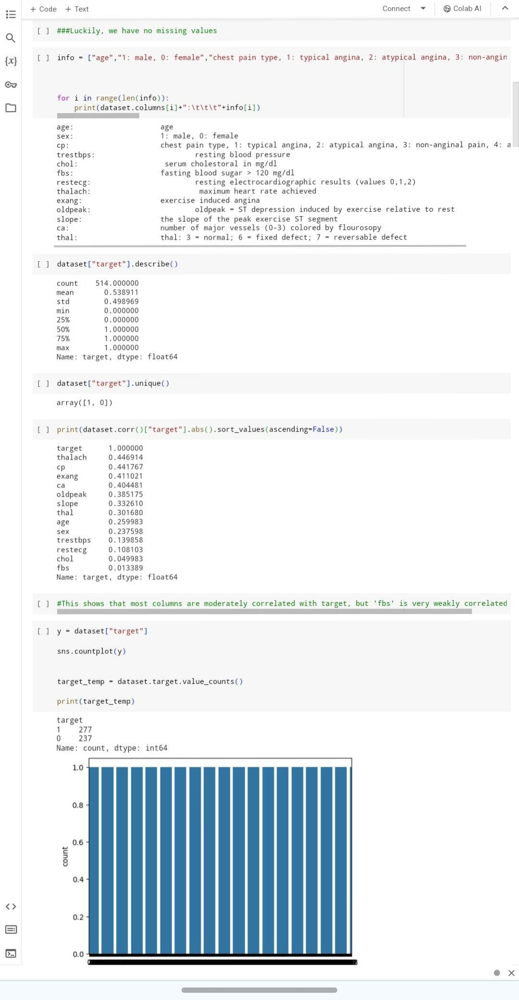 + Code + Text Connect Colab AI
[ ] ###Luckily, we have no missing values
[ ] info = ["age","1: male, 0: female","chest pain type, 1: typical angina, 2: atypical angina, 3: non-angin
for i in range(len(info)):
print(dataset.columns[i]+":\t\t\t"+info[i])
age: age
sex: 1: male, 0: female
cp: chest pain type, 1: typical angina, 2: atypical angina, 3: non-anginal pain, 4: a
trestbps: resting blood pressure
chol: serum cholestoral in mg/dl
fbs: fasting blood sugar > 120 mg/dl
restecg: resting electrocardiographic results (values 0,1,2)
thalach: maximum heart rate achieved
exang: exercise induced angina
oldpeak: oldpeak = ST depression induced by exercise relative to rest
slope: the slope of the peak exercise ST segment
ca: number of major vessels (0-3) colored by flourosopy
thal: thal: 3 = normal; 6 = fixed defect; 7 = reversable defect
[ ] dataset["target"].describe()
count 514.000000
mean 0.538911
std 0.498969
min 0.000000
25% 0.000000
50% 1.000000
75% 1.000000
max 1.000000
Name: target, dtype: float64
[ ] dataset["target"].unique()
array([1, 0])
[ ] print(dataset.corr()["target"].abs().sort_values(ascending=False))
target 1.000000
thalach 0.446914
cp 0.441767
exang 0.411021
ca 0.404481
oldpeak 0.385175
slope 0.332610
thal 0.301680
age 0.259983
sex 0.237598
trestbps 0.139858
restecg 0.108103
chol 0.049983
fbs 0.013389
Name: target, dtype: float64
[ ] #This shows that most columns are moderately correlated with target, but 'fbs' is very weakly correlated
[ ] y = dataset["target"]
sns.countplot(y)
target_temp = dataset.target.value_counts()
print(target_temp)
target
1 277
0 237
Name: count, dtype: int64
1.0
0.8
0.6
count
0.4
0.2
0.0